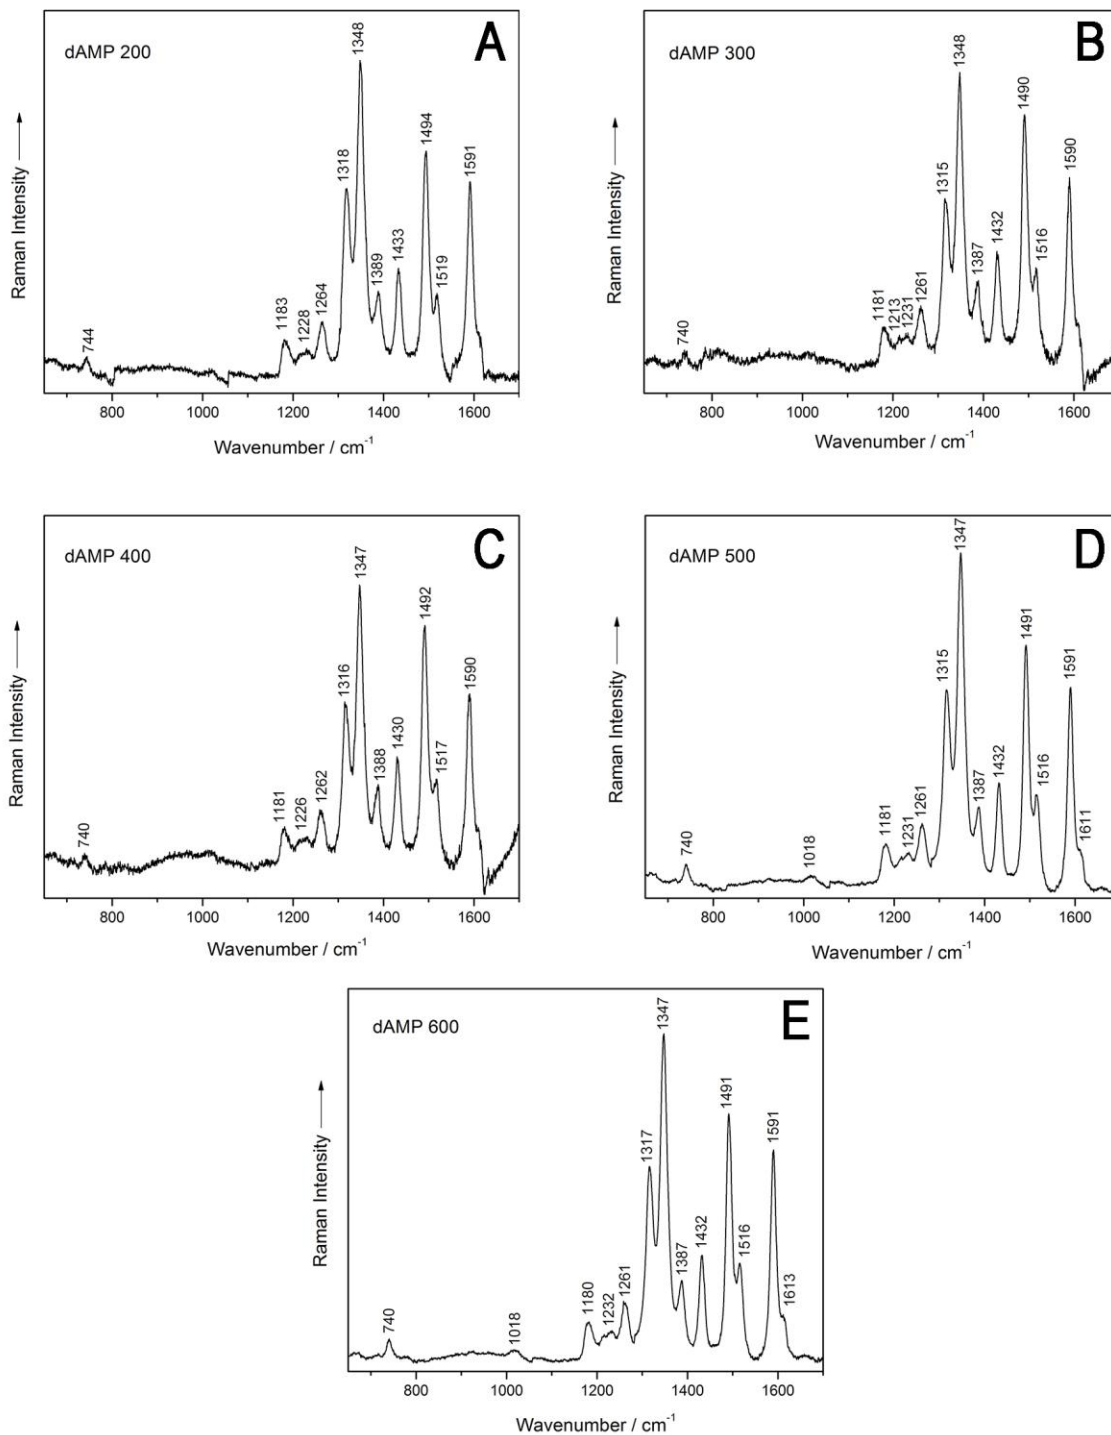 A
dAMP 200
744
1183
1228
1264
1318
1348
1389
1433
1494
1519
1591
Raman Intensity
800 1000 1200 1400 1600
Wavenumber / cm⁻¹
B
dAMP 300
740
1181
1213
1231
1261
1315
1348
1387
1432
1490
1516
1590
Raman Intensity
800 1000 1200 1400 1600
Wavenumber / cm⁻¹
C
dAMP 400
740
1181
1226
1262
1316
1347
1388
1430
1492
1517
1590
Raman Intensity
800 1000 1200 1400 1600
Wavenumber / cm⁻¹
D
dAMP 500
740
1018
1181
1231
1261
1315
1347
1387
1432
1491
1516
1591
1611
Raman Intensity
800 1000 1200 1400 1600
Wavenumber / cm⁻¹
E
dAMP 600
740
1018
1180
1232
1261
1317
1347
1387
1432
1491
1516
1591
1613
Raman Intensity
800 1000 1200 1400 1600
Wavenumber / cm⁻¹